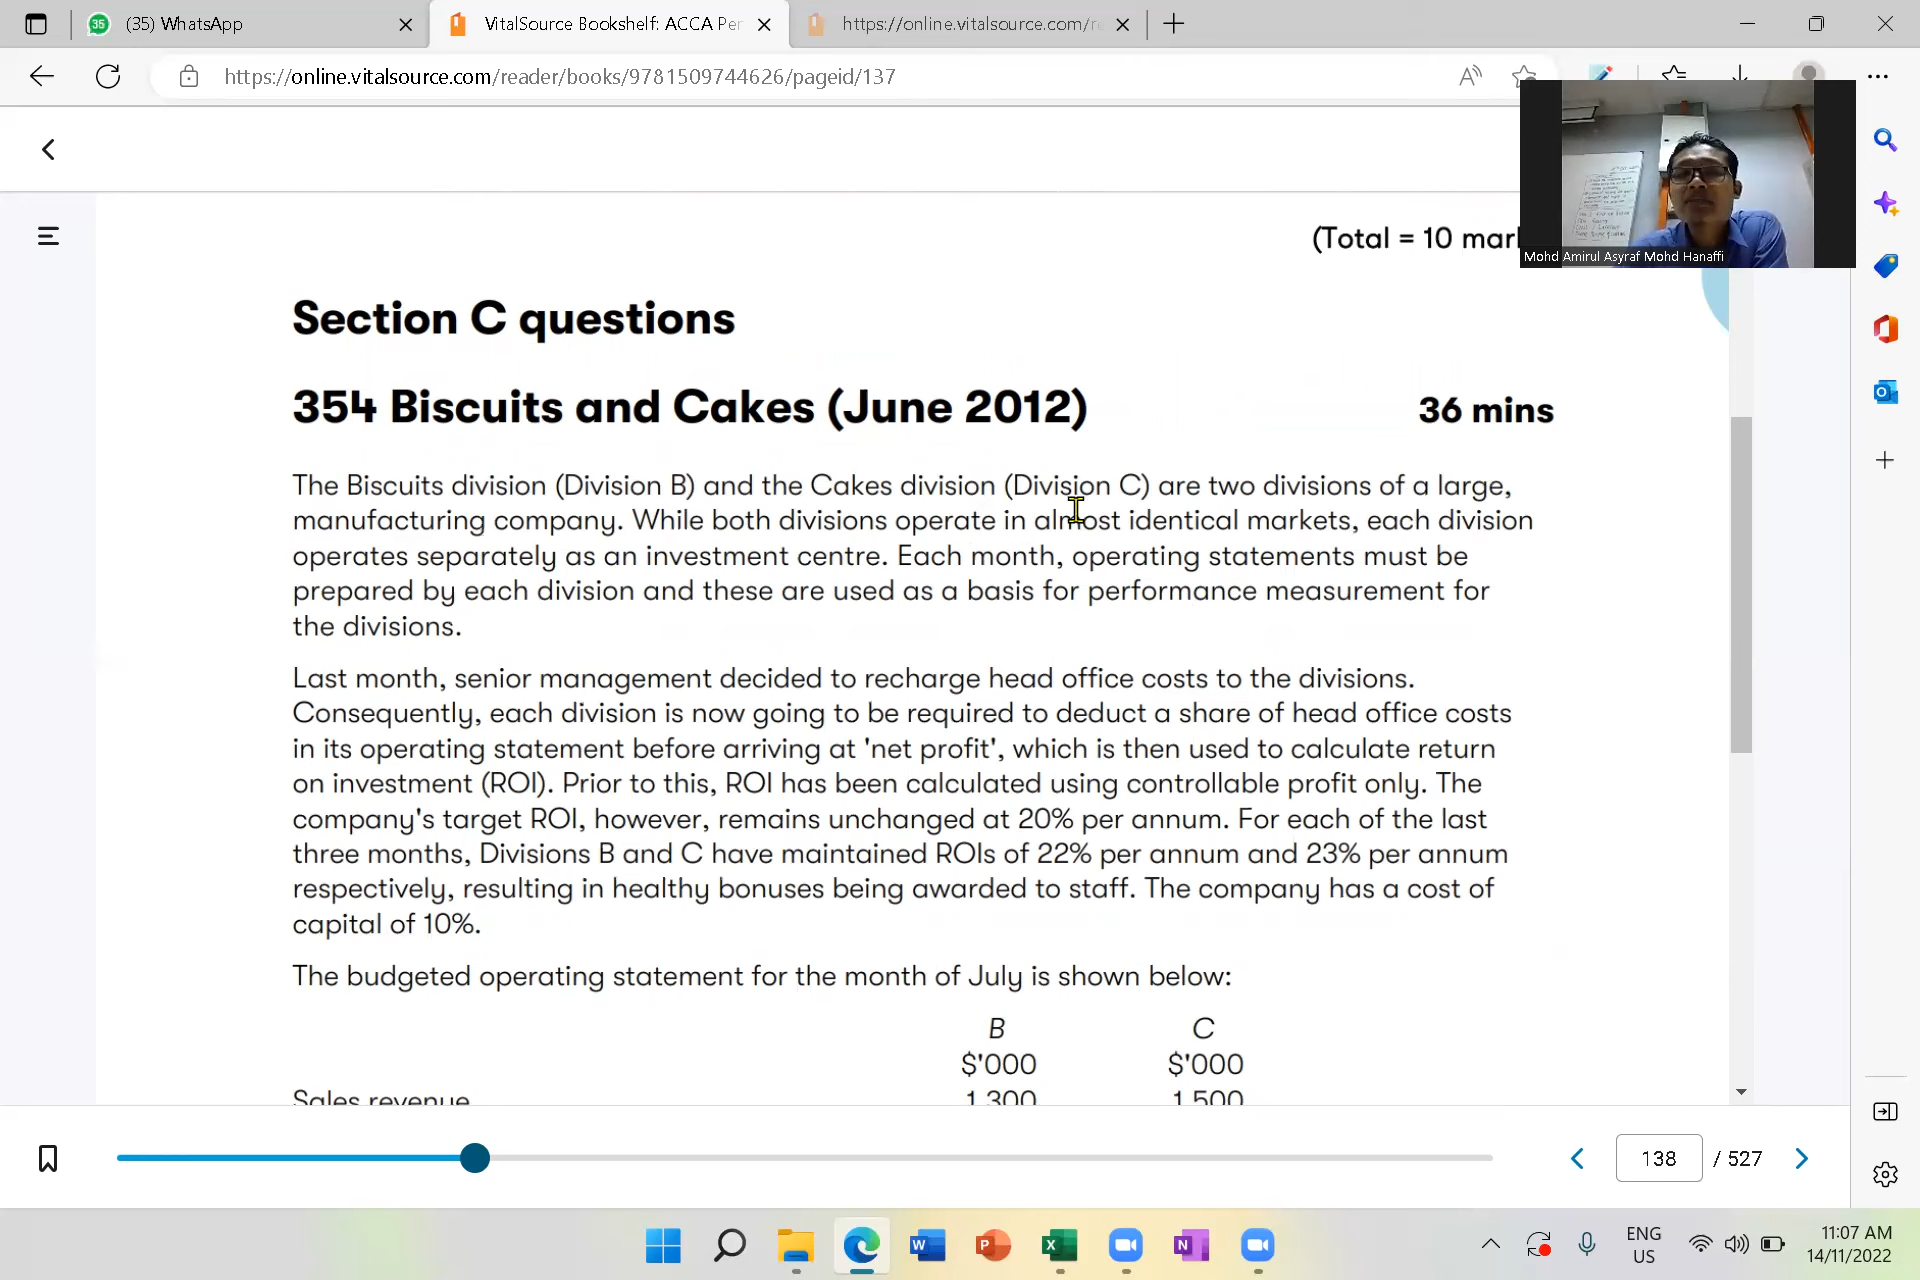 (35) WhatsApp
VitalSource Bookshelf: ACCA Per
https://online.vitalsource.com/re
https://online.vitalsource.com/reader/books/9781509744626/pageid/137
(Total = 10 mar
Mohd Amirul Asyraf Mohd Hanaffi
Section C questions
354 Biscuits and Cakes (June 2012)
36 mins
The Biscuits division (Division B) and the Cakes division (Division C) are two divisions of a large,
manufacturing company. While both divisions operate in almost identical markets, each division
operates separately as an investment centre. Each month, operating statements must be
prepared by each division and these are used as a basis for performance measurement for
the divisions.
Last month, senior management decided to recharge head office costs to the divisions.
Consequently, each division is now going to be required to deduct a share of head office costs
in its operating statement before arriving at 'net profit', which is then used to calculate return
on investment (ROI). Prior to this, ROI has been calculated using controllable profit only. The
company's target ROI, however, remains unchanged at 20% per annum. For each of the last
three months, Divisions B and C have maintained ROIs of 22% per annum and 23% per annum
respectively, resulting in healthy bonuses being awarded to staff. The company has a cost of
capital of 10%.
The budgeted operating statement for the month of July is shown below:
B C
$'000 $'000
Sales revenue 1,300 1,500
138 / 527
ENG
US
11:07 AM
14/11/2022